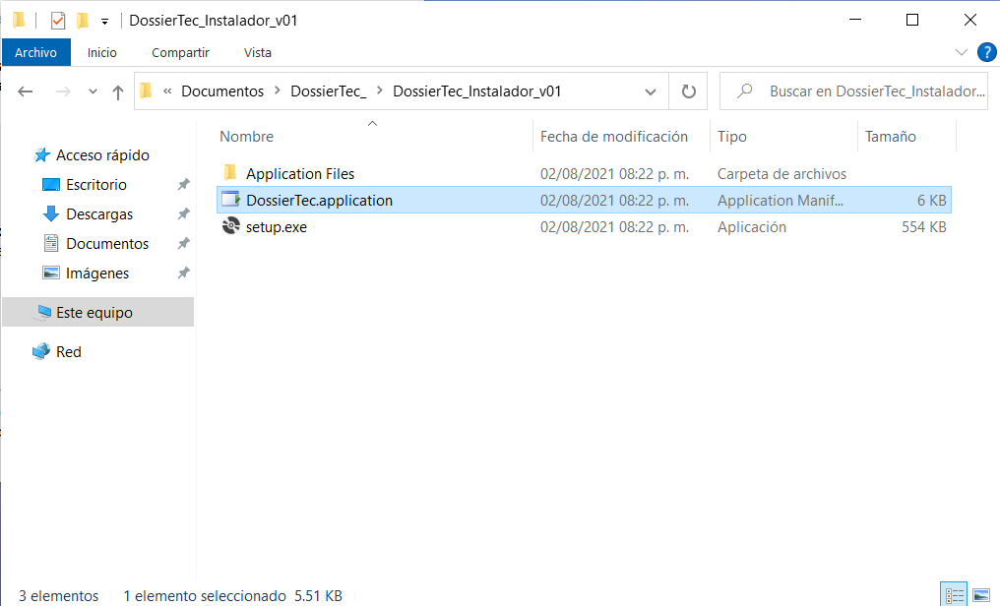 DossierTec_Instalador_v01
Archivo Inicio Compartir Vista ?
« Documentos > DossierTec_ > DossierTec_Instalador_v01 Buscar en DossierTec_Instalador...
Nombre Fecha de modificación Tipo Tamaño
Acceso rápido
Escritorio
Descargas
Documentos
Imágenes
Este equipo
Red
Application Files 02/08/2021 08:22 p. m. Carpeta de archivos
DossierTec.application 02/08/2021 08:22 p. m. Application Manif... 6 KB
setup.exe 02/08/2021 08:22 p. m. Aplicación 554 KB
3 elementos 1 elemento seleccionado 5.51 KB